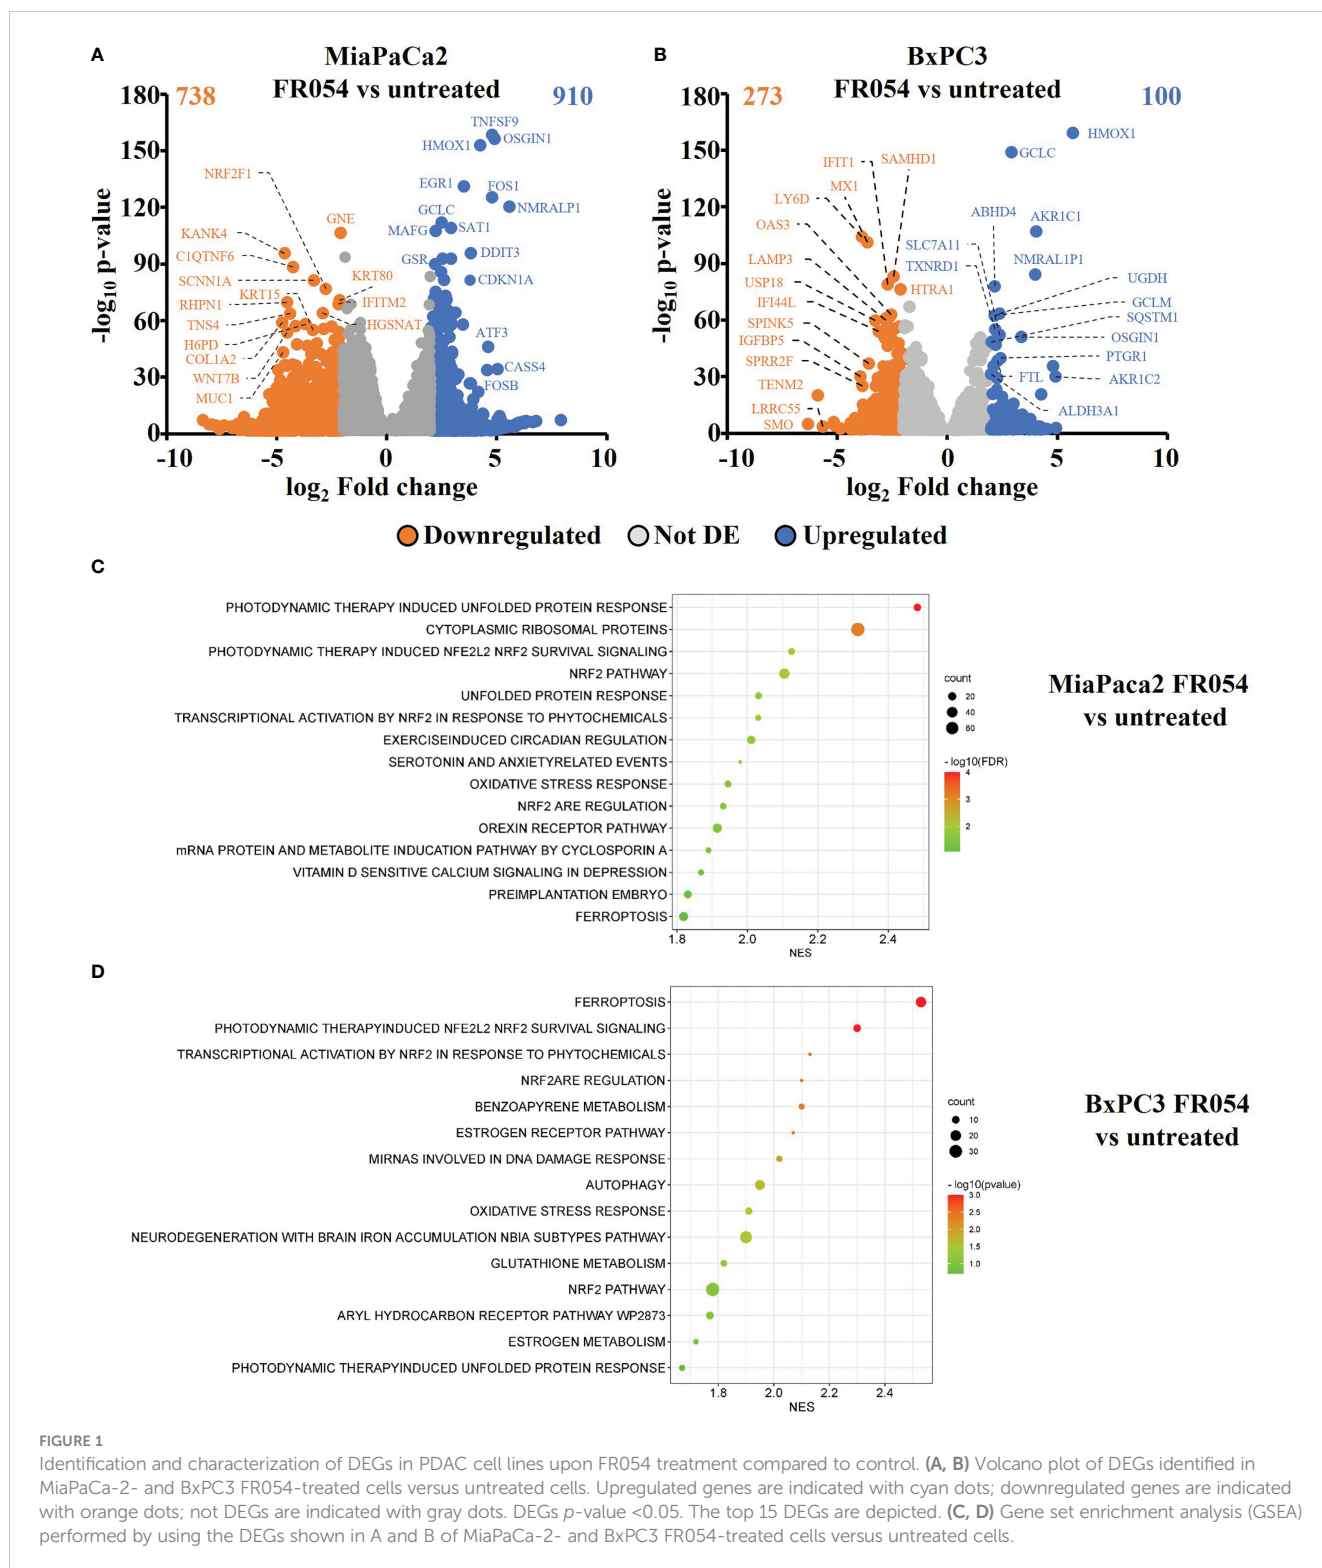 A
MiaPaCa2
FR054 vs untreated
738
910
180
150
120
90
60
30
0
-log10 p-value
-10
-5
0
5
10
log2 Fold change
TNFSF9
OSGIN1
HMOX1
EGR1
FOS1
NMRALP1
GCLC
MAFG
SAT1
GSR
DDIT3
CDKN1A
ATF3
CASS4
FOSB
NRF2F1
GNE
KANK4
C1QTNF6
SCNN1A
KRT80
KRT15
RHPN1
IFITM2
TNS4
HGSNAT
H6PD
COL1A2
WNT7B
MUC1
B
BxPC3
FR054 vs untreated
273
100
180
150
120
90
60
30
0
-log10 p-value
-10
-5
0
5
10
log2 Fold change
HMOX1
GCLC
IFIT1
SAMHD1
MX1
LY6D
OAS3
ABHD4
AKR1C1
SLC7A11
TXNRD1
NMRAL1P1
LAMP3
USP18
HTRA1
UGDH
IFI44L
GCLM
SPINK5
SQSTM1
IGFBP5
OSGIN1
SPRR2F
PTGR1
TENM2
FTL
AKR1C2
LRRC55
ALDH3A1
SMO
Downregulated
Not DE
Upregulated
C
PHOTODYNAMIC THERAPY INDUCED UNFOLDED PROTEIN RESPONSE
CYTOPLASMIC RIBOSOMAL PROTEINS
PHOTODYNAMIC THERAPY INDUCED NFE2L2 NRF2 SURVIVAL SIGNALING
NRF2 PATHWAY
UNFOLDED PROTEIN RESPONSE
TRANSCRIPTIONAL ACTIVATION BY NRF2 IN RESPONSE TO PHYTOCHEMICALS
EXERCISEINDUCED CIRCADIAN REGULATION
SEROTONIN AND ANXIETYRELATED EVENTS
OXIDATIVE STRESS RESPONSE
NRF2 ARE REGULATION
OREXIN RECEPTOR PATHWAY
mRNA PROTEIN AND METABOLITE INDUCATION PATHWAY BY CYCLOSPORIN A
VITAMIN D SENSITIVE CALCIUM SIGNALING IN DEPRESSION
PREIMPLANTATION EMBRYO
FERROPTOSIS
1.8
2.0
2.2
2.4
NES
count
20
40
60
- log10(FDR)
4
3
2
MiaPaca2 FR054
vs untreated
D
FERROPTOSIS
PHOTODYNAMIC THERAPYINDUCED NFE2L2 NRF2 SURVIVAL SIGNALING
TRANSCRIPTIONAL ACTIVATION BY NRF2 IN RESPONSE TO PHYTOCHEMICALS
NRF2ARE REGULATION
BENZOAPYRENE METABOLISM
ESTROGEN RECEPTOR PATHWAY
MIRNAS INVOLVED IN DNA DAMAGE RESPONSE
AUTOPHAGY
OXIDATIVE STRESS RESPONSE
NEURODEGENERATION WITH BRAIN IRON ACCUMULATION NBIA SUBTYPES PATHWAY
GLUTATHIONE METABOLISM
NRF2 PATHWAY
ARYL HYDROCARBON RECEPTOR PATHWAY WP2873
ESTROGEN METABOLISM
PHOTODYNAMIC THERAPYINDUCED UNFOLDED PROTEIN RESPONSE
1.8
2.0
2.2
2.4
NES
count
10
20
30
- log10(pvalue)
3.0
2.5
2.0
1.5
1.0
BxPC3 FR054
vs untreated
FIGURE 1
Identification and characterization of DEGs in PDAC cell lines upon FR054 treatment compared to control. (A, B) Volcano plot of DEGs identified in
MiaPaCa-2- and BxPC3 FR054-treated cells versus untreated cells. Upregulated genes are indicated with cyan dots; downregulated genes are indicated
with orange dots; not DEGs are indicated with gray dots. DEGs p-value <0.05. The top 15 DEGs are depicted. (C, D) Gene set enrichment analysis (GSEA)
performed by using the DEGs shown in A and B of MiaPaCa-2- and BxPC3 FR054-treated cells versus untreated cells.